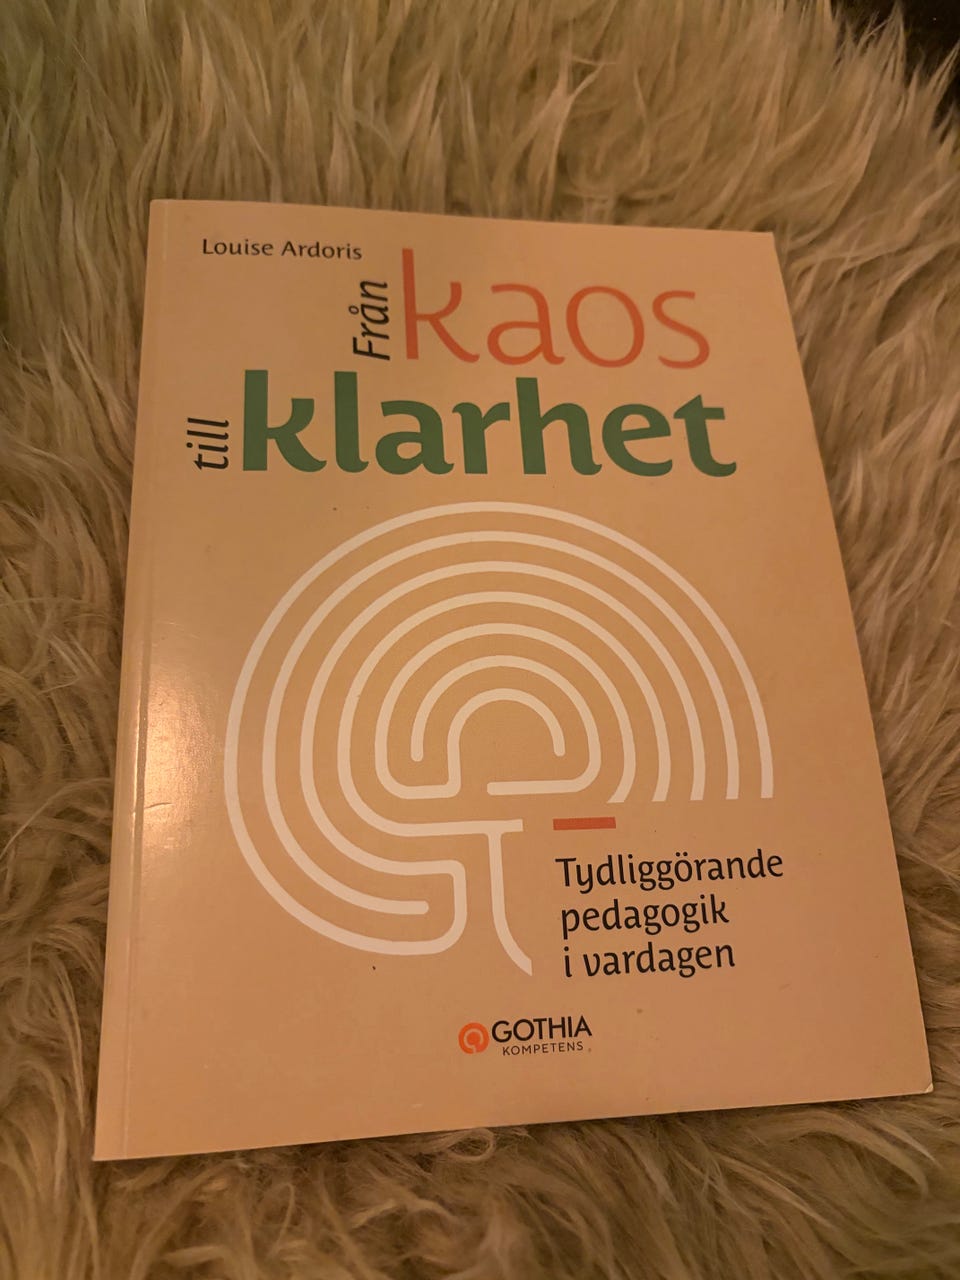 Louise Ardoris
Från kaos
till klarhet
Tydliggörande
pedagogik
i vardagen
GOTHIA
KOMPETENS